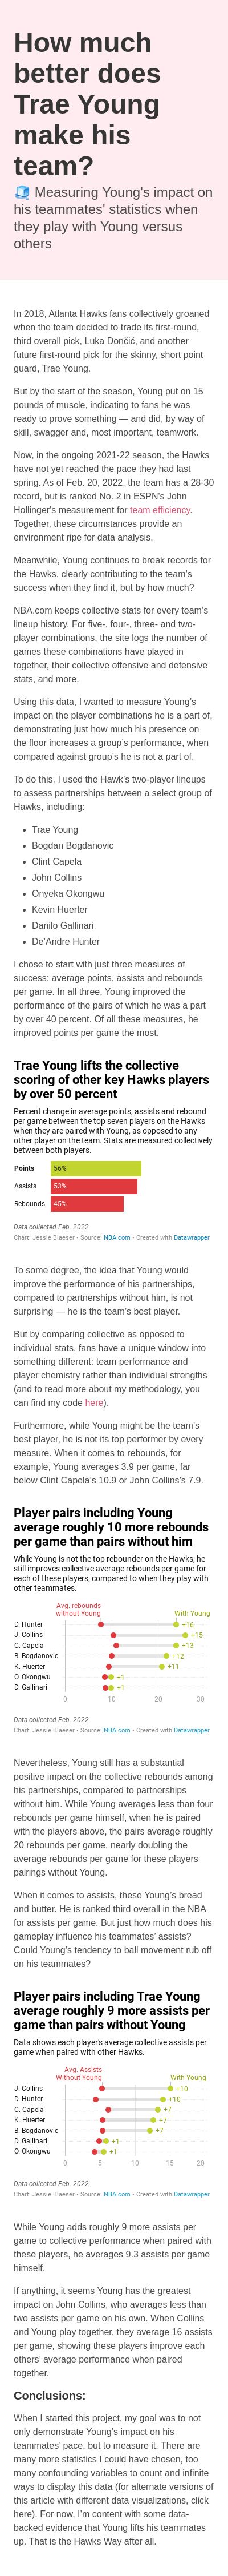 How much
better does
Trae Young
make his
team?
🧊 Measuring Young's impact on
his teammates' statistics when
they play with Young versus
others
In 2018, Atlanta Hawks fans collectively groaned
when the team decided to trade its first-round,
third overall pick, Luka Dončić, and another
future first-round pick for the skinny, short point
guard, Trae Young.
But by the start of the season, Young put on 15
pounds of muscle, indicating to fans he was
ready to prove something — and did, by way of
skill, swagger and, most important, teamwork.
Now, in the ongoing 2021-22 season, the Hawks
have not yet reached the pace they had last
spring. As of Feb. 20, 2022, the team has a 28-30
record, but is ranked No. 2 in ESPN's John
Hollinger's measurement for team efficiency.
Together, these circumstances provide an
environment ripe for data analysis.
Meanwhile, Young continues to break records for
the Hawks, clearly contributing to the team's
success when they find it, but by how much?
NBA.com keeps collective stats for every team's
lineup history. For five-, four-, three- and two-
player combinations, the site logs the number of
games these combinations have played in
together, their collective offensive and defensive
stats, and more.
Using this data, I wanted to measure Young's
impact on the player combinations he is a part of,
demonstrating just how much his presence on
the floor increases a group's performance, when
compared against group's he is not a part of.
To do this, I used the Hawk's two-player lineups
to assess partnerships between a select group of
Hawks, including:
• Trae Young
• Bogdan Bogdanovic
• Clint Capela
• John Collins
• Onyeka Okongwu
• Kevin Huerter
• Danilo Gallinari
• De'Andre Hunter
I chose to start with just three measures of
success: average points, assists and rebounds
per game. In all three, Young improved the
performance of the pairs of which he was a part
by over 40 percent. Of all these measures, he
improved points per game the most.
Trae Young lifts the collective
scoring of other key Hawks players
by over 50 percent
Percent change in average points, assists and rebound
per game between the top seven players on the Hawks
when they are paired with Young, as opposed to any
other player on the team. Stats are measured collectively
between both players.
Points 56%
Assists 53%
Rebounds 45%
Data collected Feb. 2022
Chart: Jessie Blaeser • Source: NBA.com • Created with Datawrapper
To some degree, the idea that Young would
improve the performance of his partnerships,
compared to partnerships without him, is not
surprising — he is the team's best player.
But by comparing collective as opposed to
individual stats, fans have a unique window into
something different: team performance and
player chemistry rather than individual strengths
(and to read more about my methodology, you
can find my code here).
Furthermore, while Young might be the team's
best player, he is not its top performer by every
measure. When it comes to rebounds, for
example, Young averages 3.9 per game, far
below Clint Capela's 10.9 or John Collins's 7.9.
Player pairs including Young
average roughly 10 more rebounds
per game than pairs without him
While Young is not the top rebounder on the Hawks, he
still improves collective average rebounds per game for
each of these players, compared to when they play with
other teammates.
Avg. rebounds
without Young With Young
D. Hunter +16
J. Collins +15
C. Capela +13
B. Bogdanovic +12
K. Huerter +11
O. Okongwu +1
D. Gallinari +1
0 10 20 30
Data collected Feb. 2022
Chart: Jessie Blaeser • Source: NBA.com • Created with Datawrapper
Nevertheless, Young still has a substantial
positive impact on the collective rebounds among
his partnerships, compared to partnerships
without him. While Young averages less than four
rebounds per game himself, when he is paired
with the players above, the pairs average roughly
20 rebounds per game, nearly doubling the
average rebounds per game for these players
pairings without Young.
When it comes to assists, these Young's bread
and butter. He is ranked third overall in the NBA
for assists per game. But just how much does his
gameplay influence his teammates' assists?
Could Young's tendency to ball movement rub off
on his teammates?
Player pairs including Trae Young
average roughly 9 more assists per
game than pairs without Young
Data shows each player's average collective assists per
game when paired with other Hawks.
Avg. Assists
Without Young With Young
J. Collins +10
D. Hunter +10
C. Capela +7
K. Huerter +7
B. Bogdanovic +7
D. Gallinari +1
O. Okongwu +1
0 5 10 15 20
Data collected Feb. 2022
Chart: Jessie Blaeser • Source: NBA.com • Created with Datawrapper
While Young adds roughly 9 more assists per
game to collective performance when paired with
these players, he averages 9.3 assists per game
himself.
If anything, it seems Young has the greatest
impact on John Collins, who averages less than
two assists per game on his own. When Collins
and Young play together, they average 16 assists
per game, showing these players improve each
others' average performance when paired
together.
Conclusions:
When I started this project, my goal was to not
only demonstrate Young's impact on his
teammates' pace, but to measure it. There are
many more statistics I could have chosen, too
many confounding variables to count and infinite
ways to display this data (for alternate versions of
this article with different data visualizations, click
here). For now, I'm content with some data-
backed evidence that Young lifts his teammates
up. That is the Hawks Way after all.